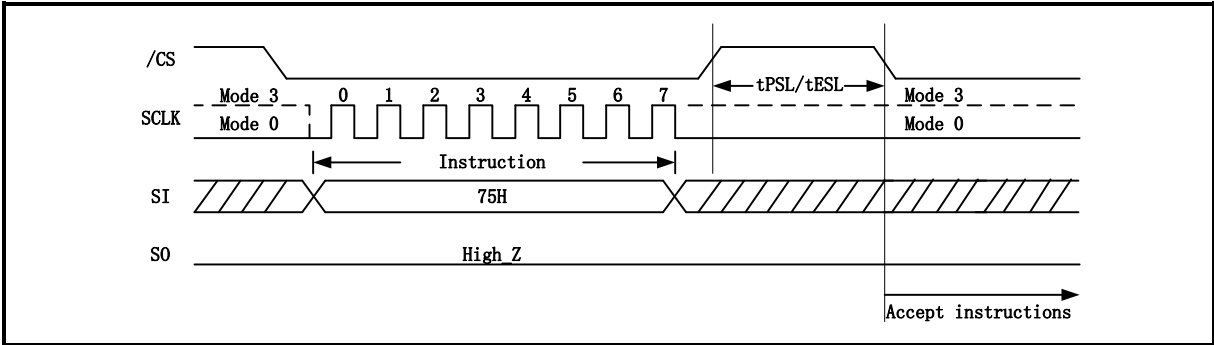 /CS
tPSL/tESL
Mode 3 0 1 2 3 4 5 6 7 Mode 3
SCLK
Mode 0 Mode 0
Instruction
SI 75H
SO High_Z
Accept instructions